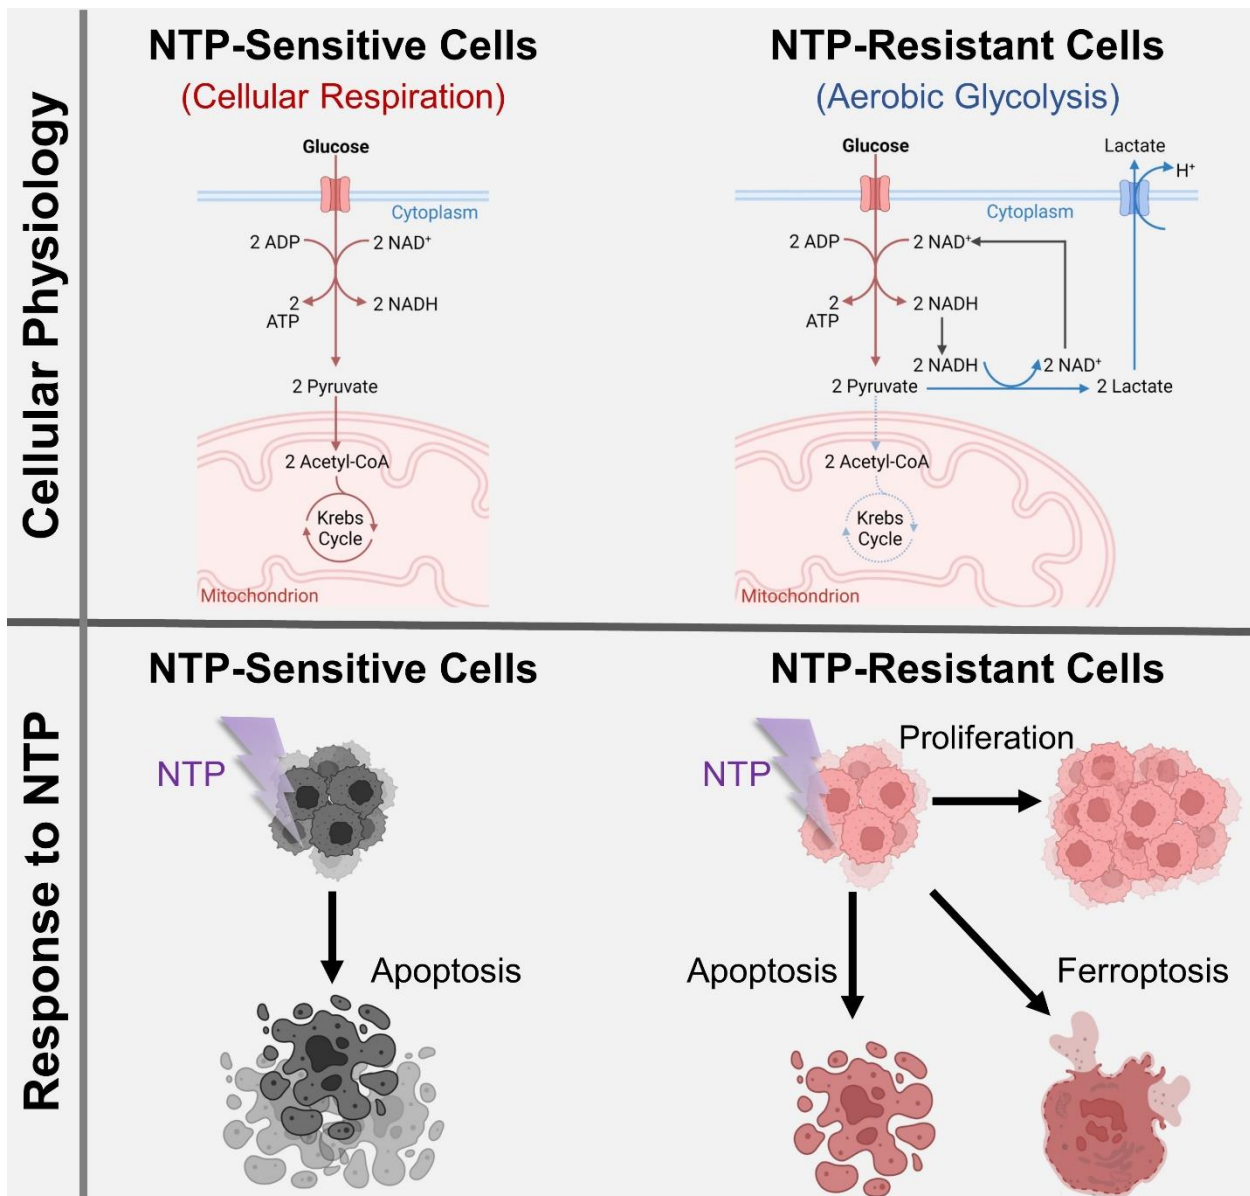 Cellular Physiology
NTP-Sensitive Cells
(Cellular Respiration)
Glucose
Cytoplasm
2 ADP
2 NAD⁺
2
ATP
2 NADH
2 Pyruvate
2 Acetyl-CoA
Krebs
Cycle
Mitochondrion
NTP-Resistant Cells
(Aerobic Glycolysis)
Glucose
Lactate
H⁺
Cytoplasm
2 ADP
2 NAD⁺
2
ATP
2 NADH
2 NADH
2 NAD⁺
2 Pyruvate
2 Lactate
2 Acetyl-CoA
Krebs
Cycle
Mitochondrion
Response to NTP
NTP-Sensitive Cells
NTP
Apoptosis
NTP-Resistant Cells
NTP
Proliferation
Apoptosis
Ferroptosis